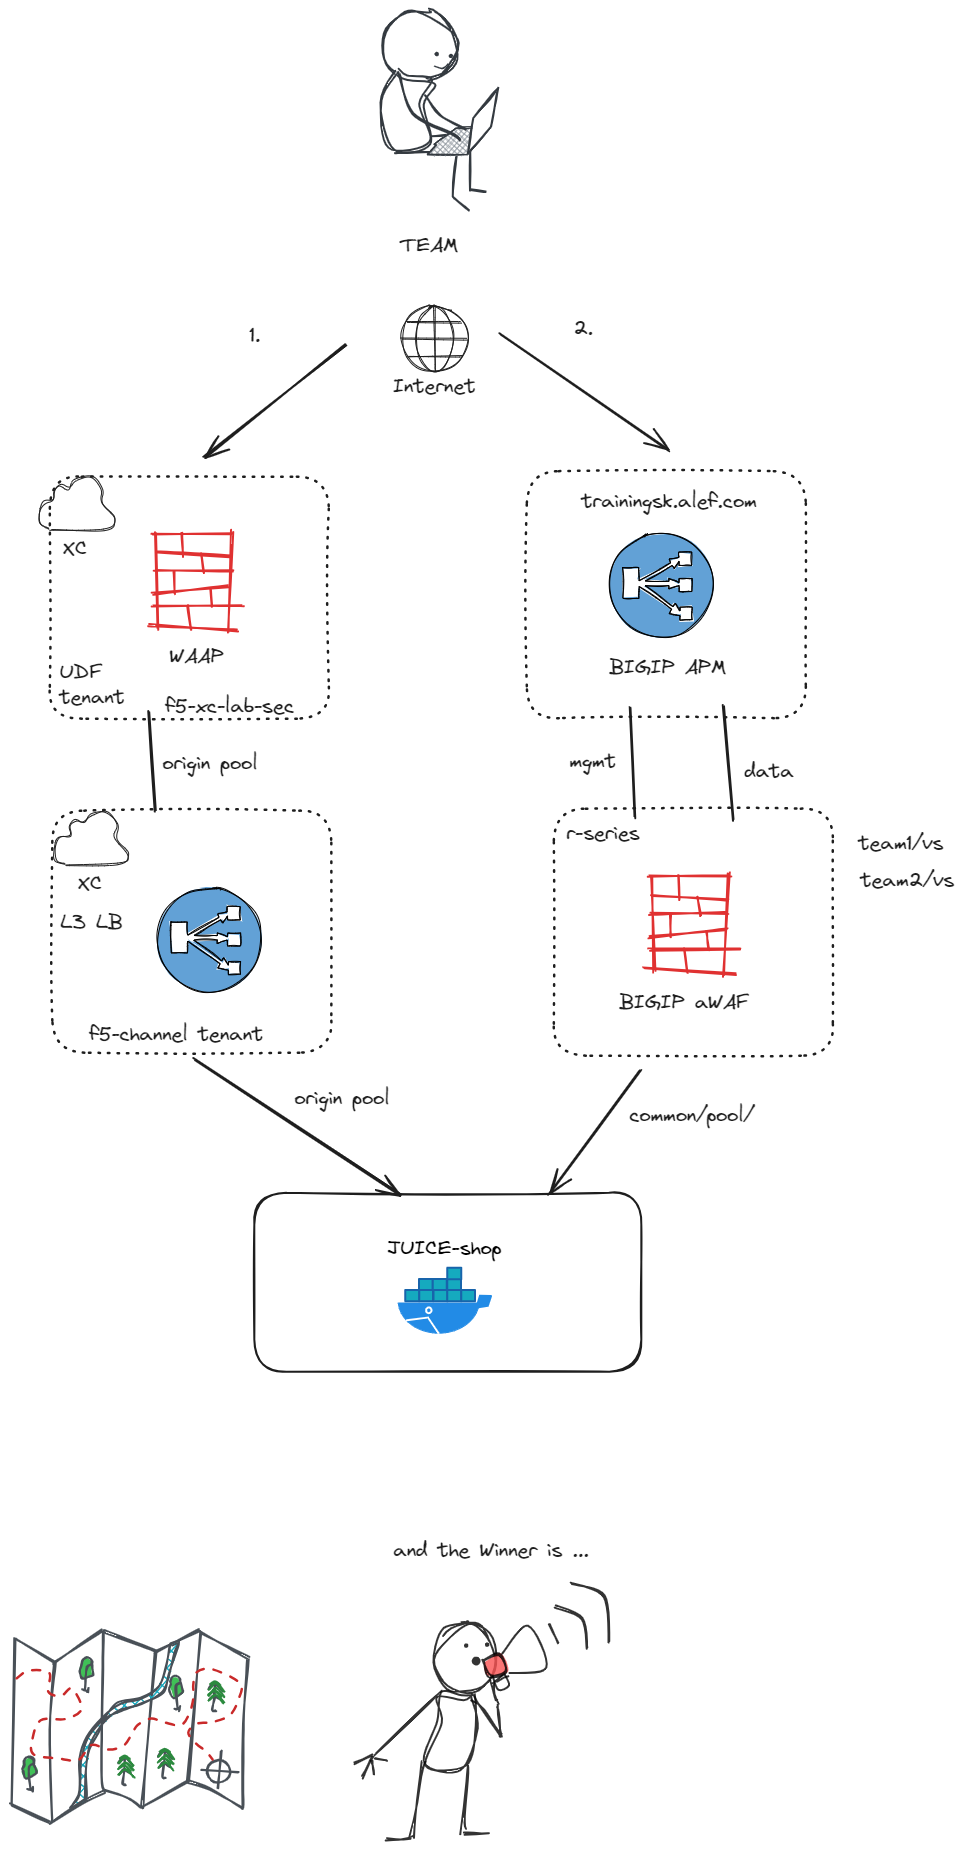 TEAM
1.
2.
Internet
XC
WAAP
UDF
tenant
f5-xc-lab-sec
trainingsk.alef.com
BIGIP APM
origin pool
mgmt
data
XC
L3 LB
f5-channel tenant
r-series
BIGIP aWAF
team1/vs
team2/vs
origin pool
common/pool/
JUICE-shop
and the Winner is ...